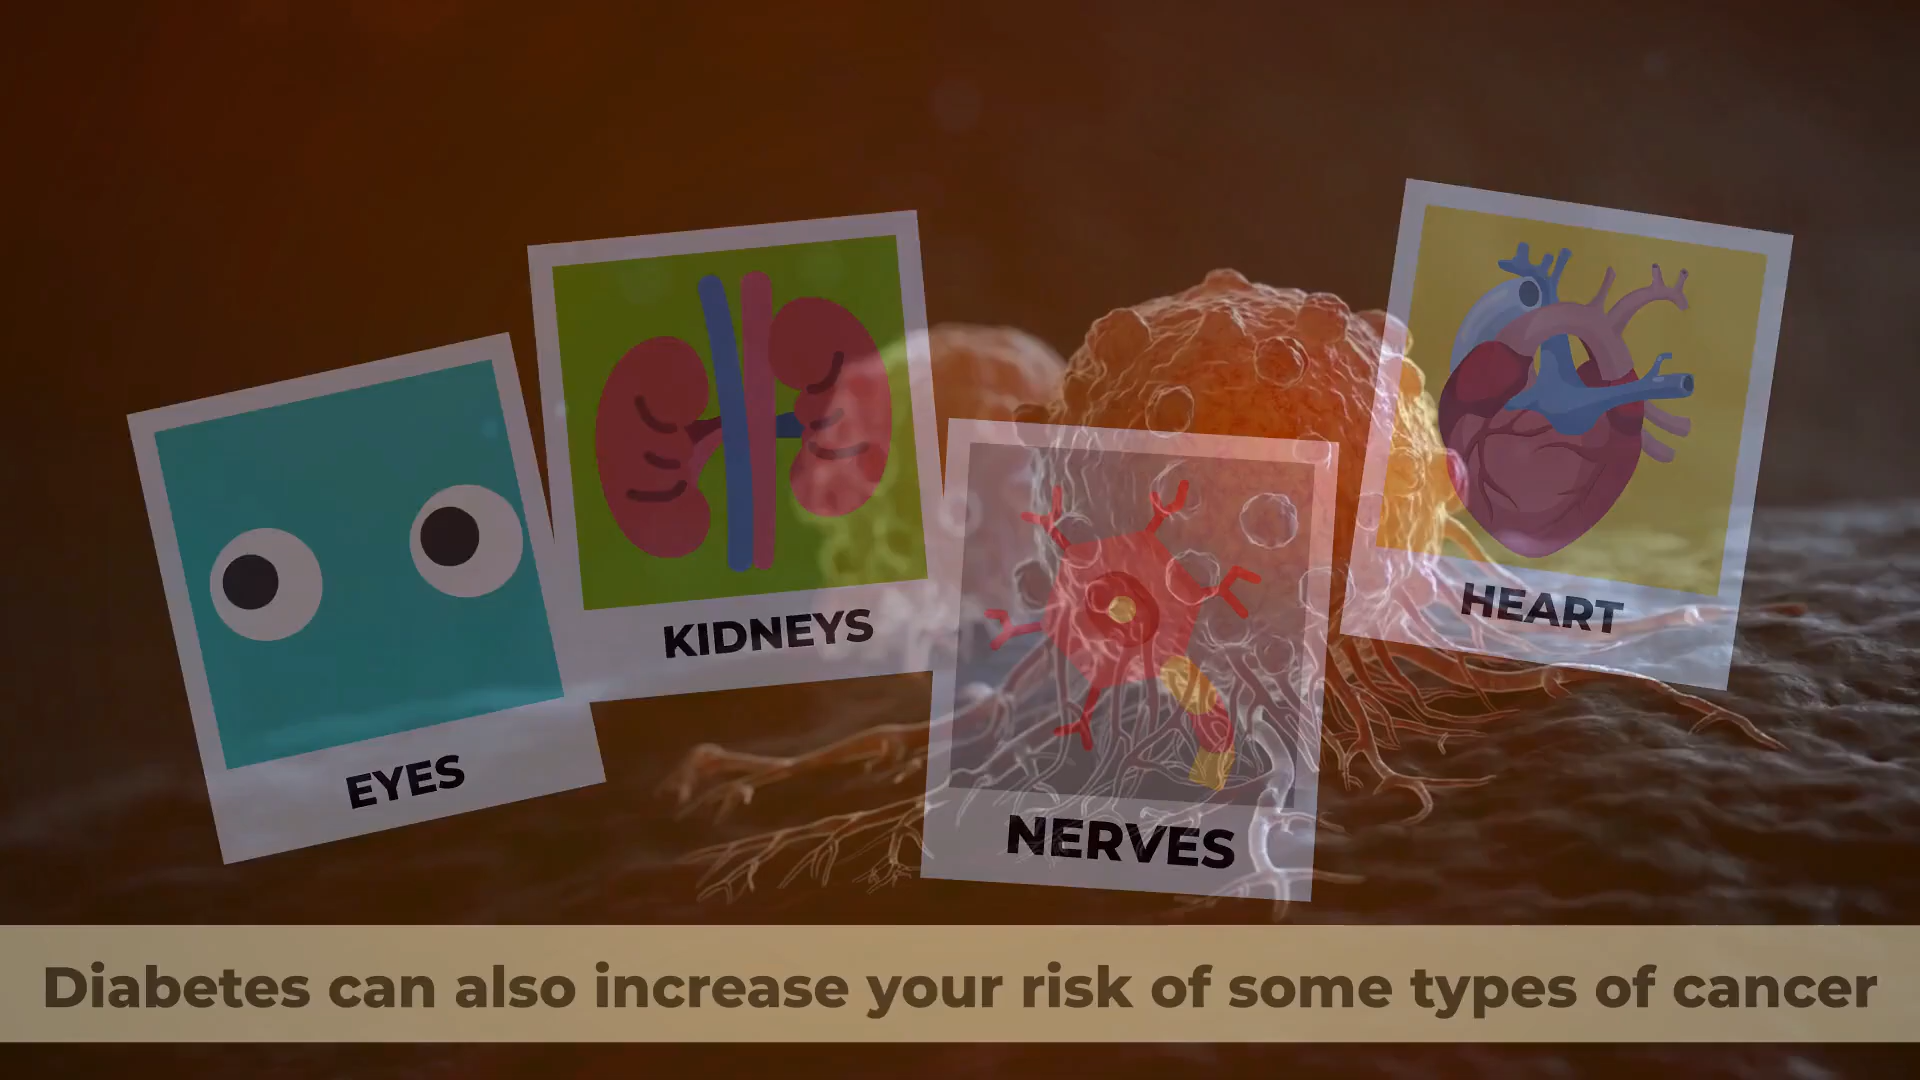 EYES
KIDNEYS
NERVES
HEART
Diabetes can also increase your risk of some types of cancer